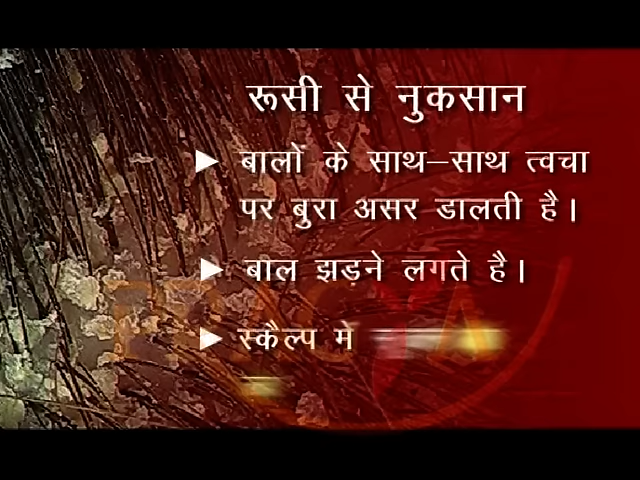 रूसी से नुकसान
▶ बालों के साथ–साथ त्वचा
पर बुरा असर डालती है।
▶ बाल झड़ने लगते है।
▶ स्कैल्प मे